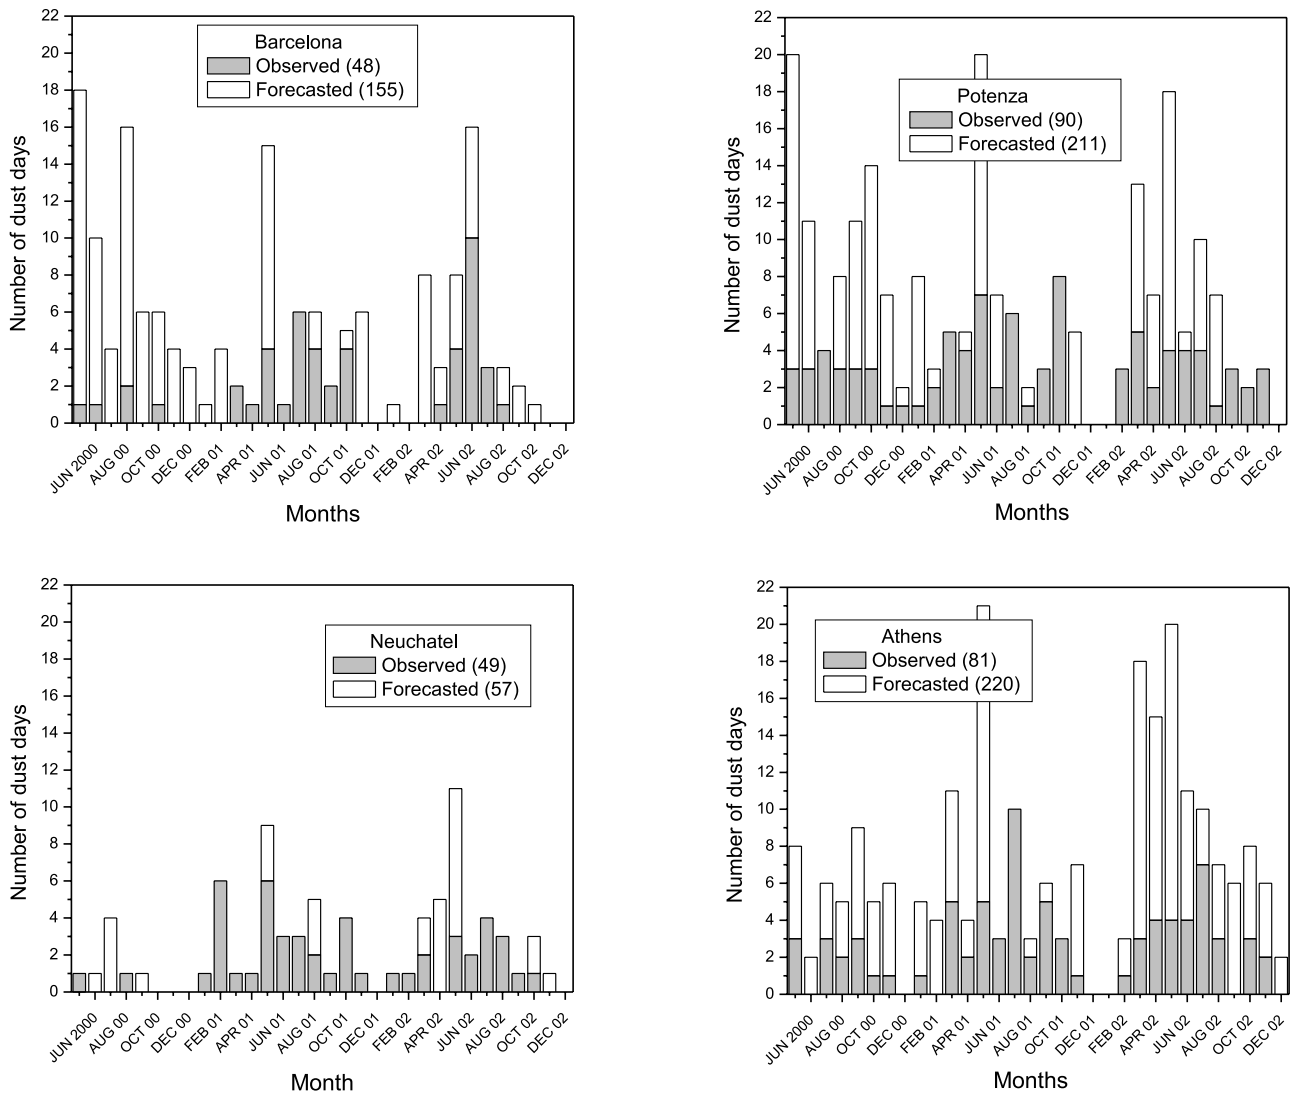 22
20
18
16
14
12
10
8
6
4
2
0
Number of dust days
Barcelona
Observed (48)
Forecasted (155)
JUN 2000
AUG 00
OCT 00
DEC 00
FEB 01
APR 01
JUN 01
AUG 01
OCT 01
DEC 01
FEB 02
APR 02
JUN 02
AUG 02
OCT 02
DEC 02
Months
22
20
18
16
14
12
10
8
6
4
2
0
Number of dust days
Potenza
Observed (90)
Forecasted (211)
JUN 2000
AUG 00
OCT 00
DEC 00
FEB 01
APR 01
JUN 01
AUG 01
OCT 01
DEC 01
FEB 02
APR 02
JUN 02
AUG 02
OCT 02
DEC 02
Months
22
20
18
16
14
12
10
8
6
4
2
0
Number of dust days
Neuchatel
Observed (49)
Forecasted (57)
JUN 2000
AUG 00
OCT 00
DEC 00
FEB 01
APR 01
JUN 01
AUG 01
OCT 01
DEC 01
FEB 02
APR 02
JUN 02
AUG 02
OCT 02
DEC 02
Month
22
20
18
16
14
12
10
8
6
4
2
0
Number of dust days
Athens
Observed (81)
Forecasted (220)
JUN 2000
AUG 00
OCT 00
DEC 00
FEB 01
APR 01
JUN 01
AUG 01
OCT 01
DEC 01
FEB 02
APR 02
JUN 02
AUG 02
OCT 02
DEC 02
Months